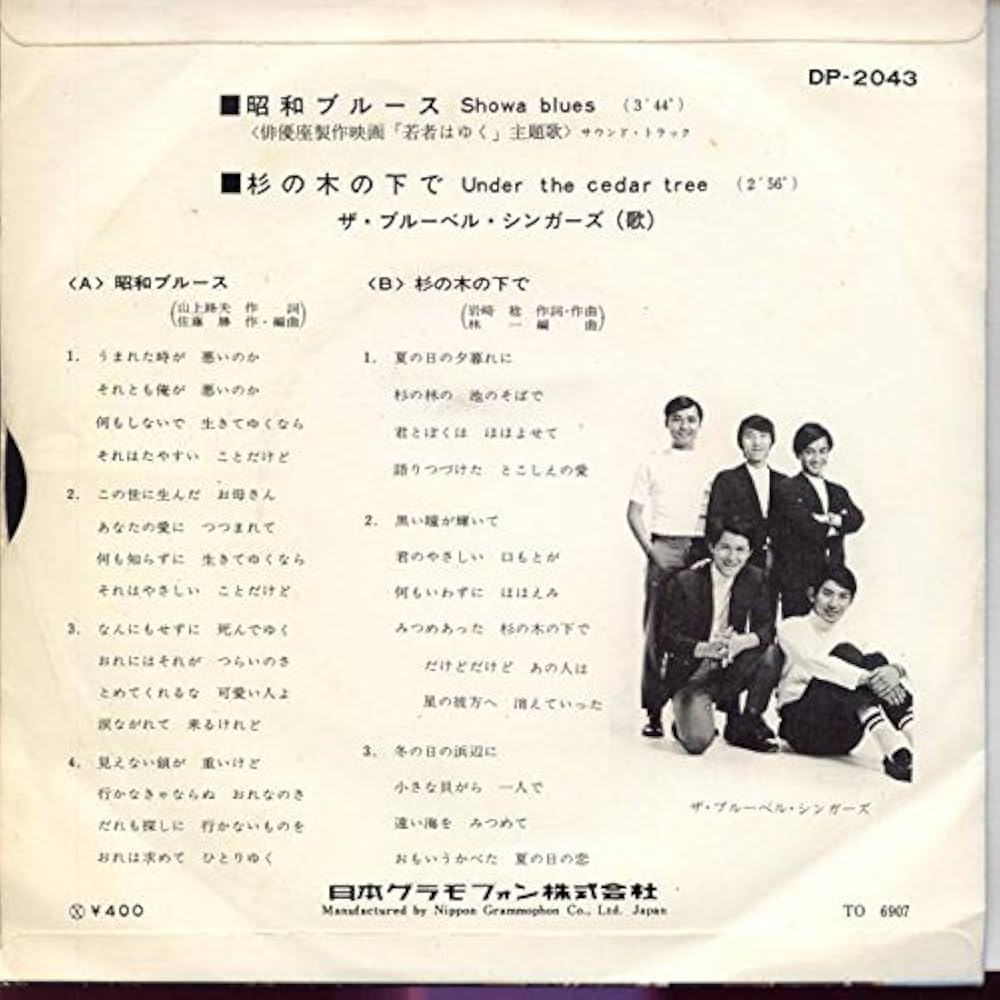 DP-2043
■昭和ブルース Showa blues (3′44″)
〈俳優座製作映画「若者はゆく」主題歌〉サウンド・トラック
■杉の木の下で Under the cedar tree (2′56″)
ザ・ブルーベル・シンガーズ(歌)
〈A〉昭和ブルース
(山上路夫 作 詞
佐藤 勝 作・編曲)
1. うまれた時が 悪いのか
それとも俺が 悪いのか
何もしないで 生きてゆくなら
それはたやすい ことだけど
2. この世に生んだ お母さん
あなたの愛に つつまれて
何も知らずに 生きてゆくなら
それはやさしい ことだけど
3. なんにもせずに 死んでゆく
おれにはそれが つらいのさ
とめてくれるな 可愛い人よ
涙ながれて 来るけれど
4. 見えない鎖が 重いけど
行かなきゃならぬ おれなのさ
だれも探しに 行かないものを
おれは求めて ひとりゆく
〈B〉杉の木の下で
(岩崎 稔 作詞・作曲
林 一 編 曲)
1. 夏の日の夕暮れに
杉の林の 池のそばで
君とぼくは ほほよせて
語りつづけた とこしえの愛
2. 黒い瞳が輝いて
君のやさしい 口もとが
何もいわずに ほほえみ
みつめあった 杉の木の下で
だけどだけど あの人は
星の彼方へ 消えていった
3. 冬の日の浜辺に
小さな貝がら 一人で
遠い海を みつめて
おもいうかべた 夏の日の恋
ザ・ブルーベル・シンガーズ
日本グラモフォン株式会社
Manufactured by Nippon Grammophon Co., Ltd. Japan
Ⓧ ¥400
TO 6907